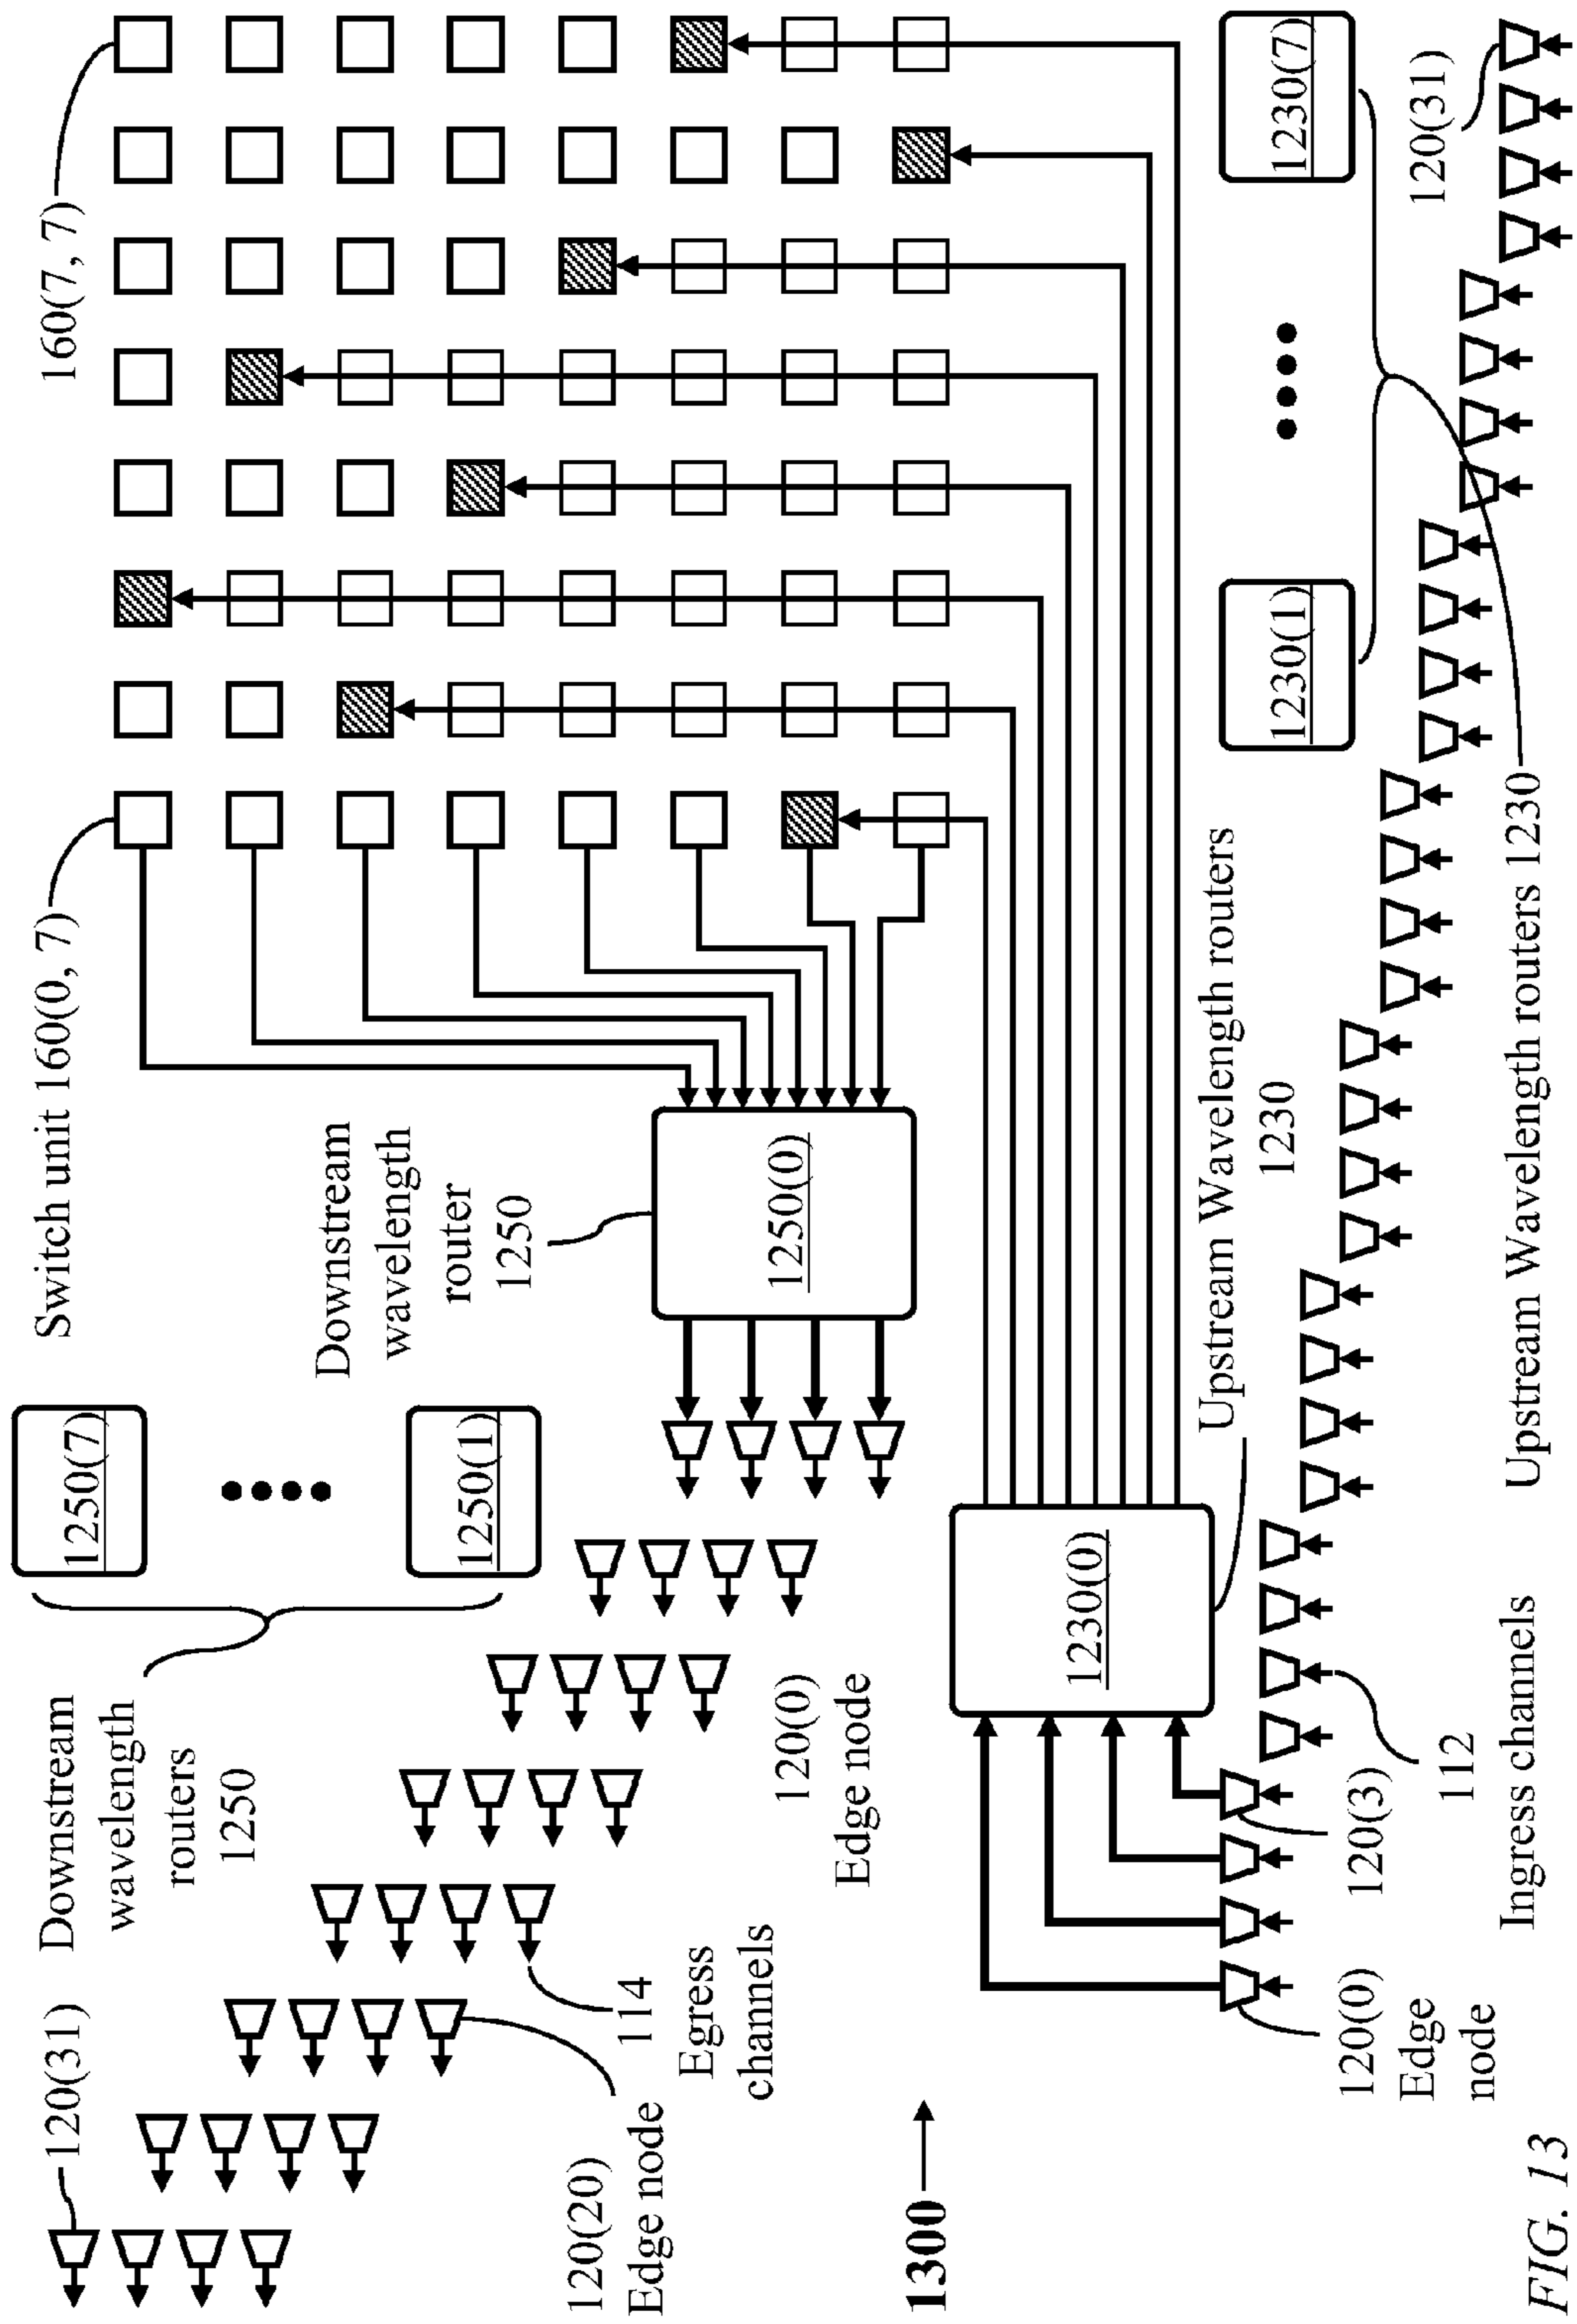 120(31)
Downstream
wavelength
routers
1250
1250(7)
1250(1)
Switch unit 160(0, 7)
160(7, 7)
Downstream
wavelength
router
1250
1250(0)
120(20)
Edge node
114
Egress
channels
120(0)
Edge node
1300
1230(0)
Upstream Wavelength routers
1230
1230(1)
1230(7)
120(0)
Edge
node
120(3)
112
Ingress channels
Upstream Wavelength routers 1230
120(31)
FIG. 13